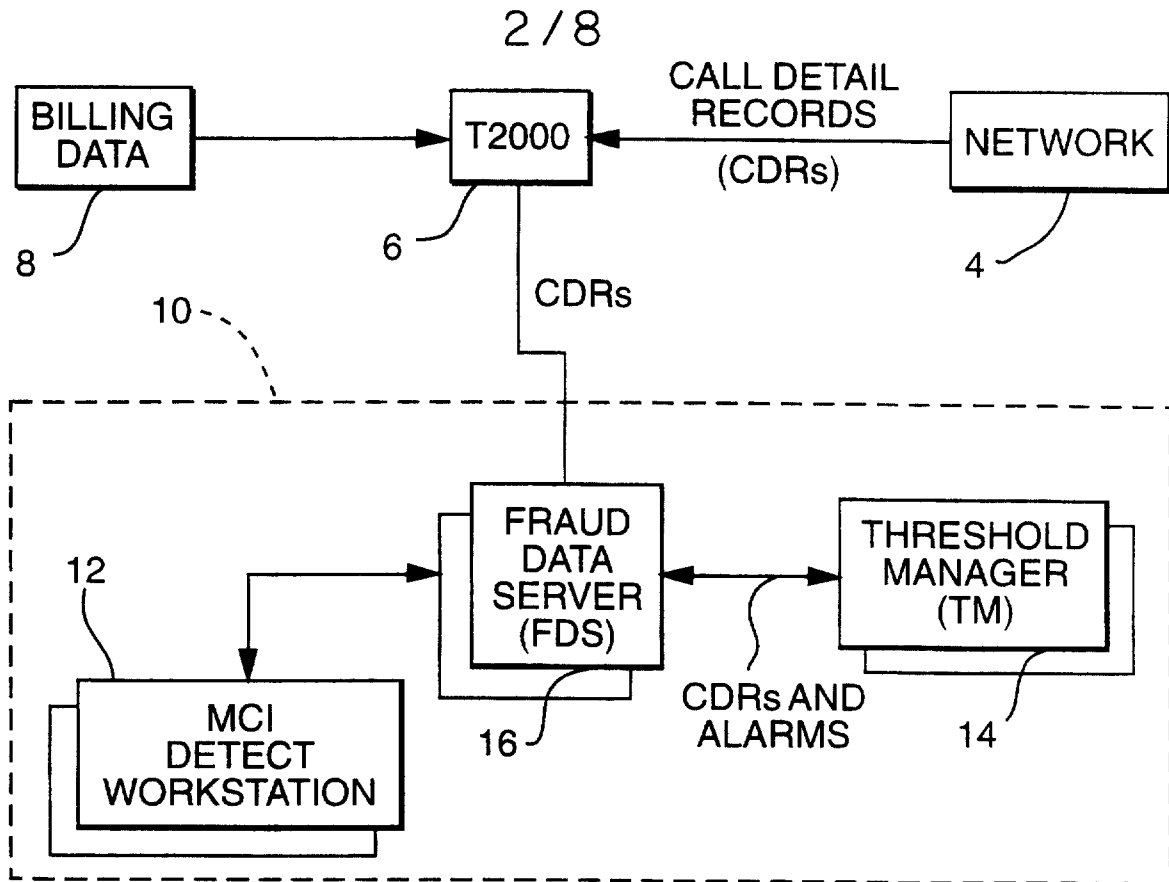 2/8
BILLING
DATA
8
T2000
6
CALL DETAIL
RECORDS
(CDRs)
NETWORK
4
CDRs
10
12
MCI
DETECT
WORKSTATION
FRAUD
DATA
SERVER
(FDS)
16
CDRs AND
ALARMS
THRESHOLD
MANAGER
(TM)
14